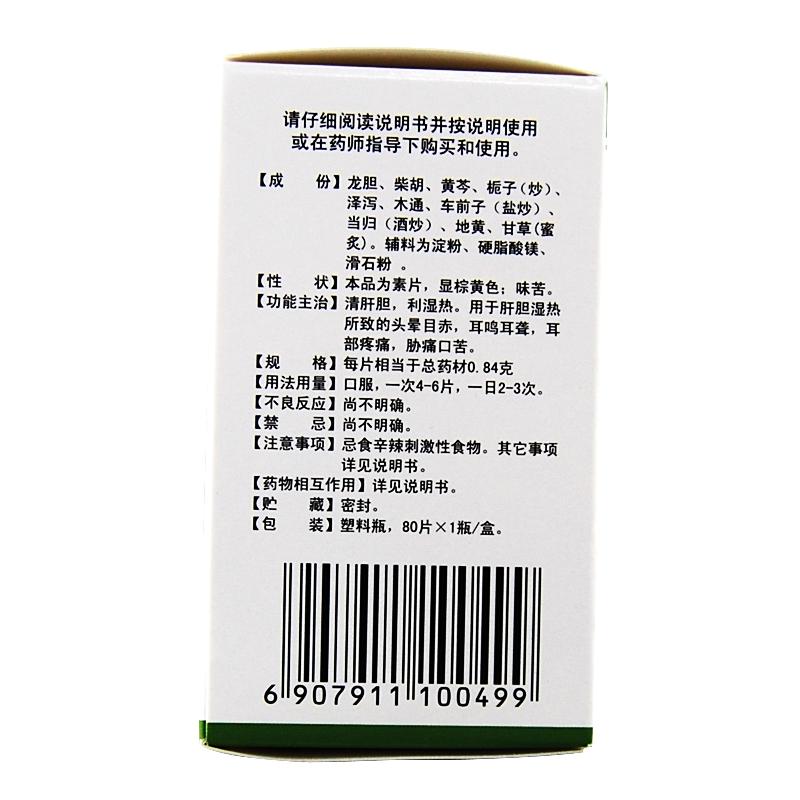 请仔细阅读说明书并按说明使用
或在药师指导下购买和使用。
【成 份】龙胆、柴胡、黄芩、栀子(炒)、
泽泻、木通、车前子(盐炒)、
当归(酒炒)、地黄、甘草(蜜
炙)。辅料为淀粉、硬脂酸镁、
滑石粉 。
【性 状】本品为素片，显棕黄色；味苦。
【功能主治】清肝胆，利湿热。用于肝胆湿热
所致的头晕目赤，耳鸣耳聋，耳
部疼痛，胁痛口苦。
【规 格】每片相当于总药材0.84克
【用法用量】口服，一次4-6片，一日2-3次。
【不良反应】尚不明确。
【禁 忌】尚不明确。
【注意事项】忌食辛辣刺激性食物。其它事项
详见说明书。
【药物相互作用】详见说明书。
【贮 藏】密封。
【包 装】塑料瓶，80片×1瓶/盒。
6 907911 100499